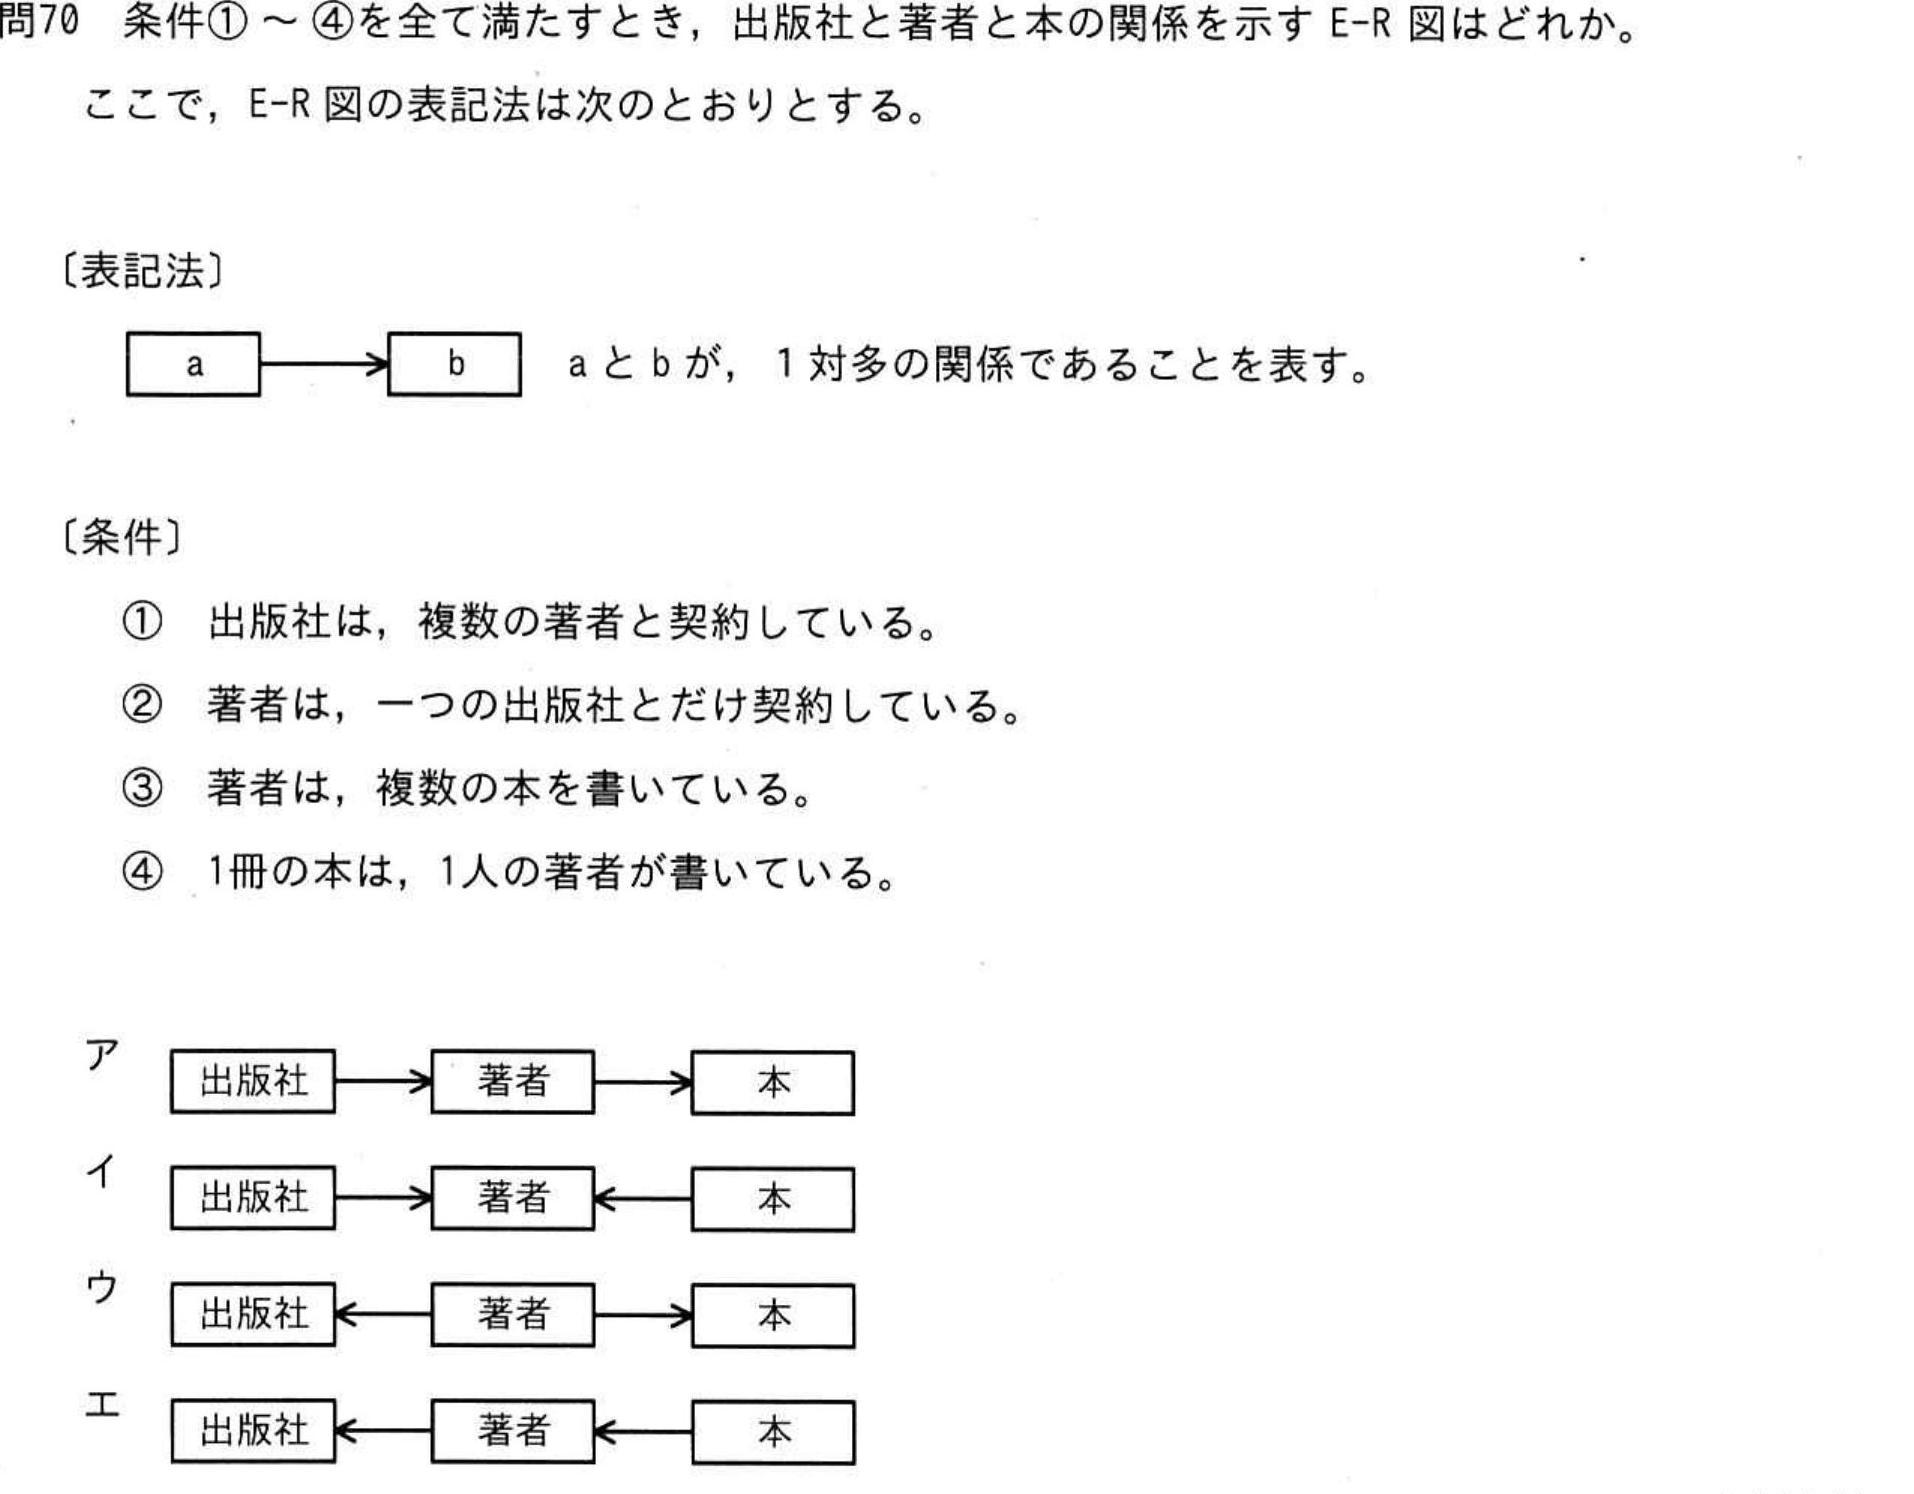 問70 条件①～④を全て満たすとき，出版社と著者と本の関係を示す E-R 図はどれか。
ここで，E-R 図の表記法は次のとおりとする。
〔表記法〕
a b aとbが，1対多の関係であることを表す。
〔条件〕
① 出版社は，複数の著者と契約している。
② 著者は，一つの出版社とだけ契約している。
③ 著者は，複数の本を書いている。
④ 1冊の本は，1人の著者が書いている。
ア 出版社 著者 本
イ 出版社 著者 本
ウ 出版社 著者 本
エ 出版社 著者 本